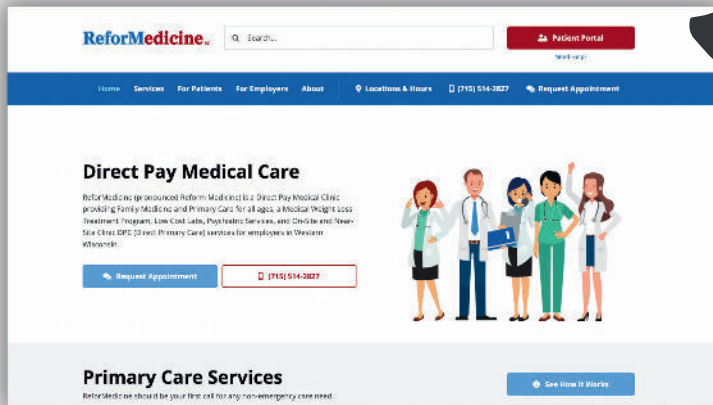 ReforMedicine LLC
Search...
Patient Portal
Need Help?
Home Services For Patients For Employers About Locations & Hours (715) 514-2827 Request Appointment
Direct Pay Medical Care
ReforMedicine (pronounced Reform Medicine) is a Direct Pay Medical Clinic
providing Family Medicine and Primary Care for all ages, a Medical Weight Loss
Treatment Program, Low Cost Labs, Psychiatric Services, and On-Site and Near-
Site Clinic DPC (Direct Primary Care) services for employers in Western
Wisconsin.
Request Appointment (715) 514-2827
Primary Care Services
ReforMedicine should be your first call for any non-emergency care need
See How It Works